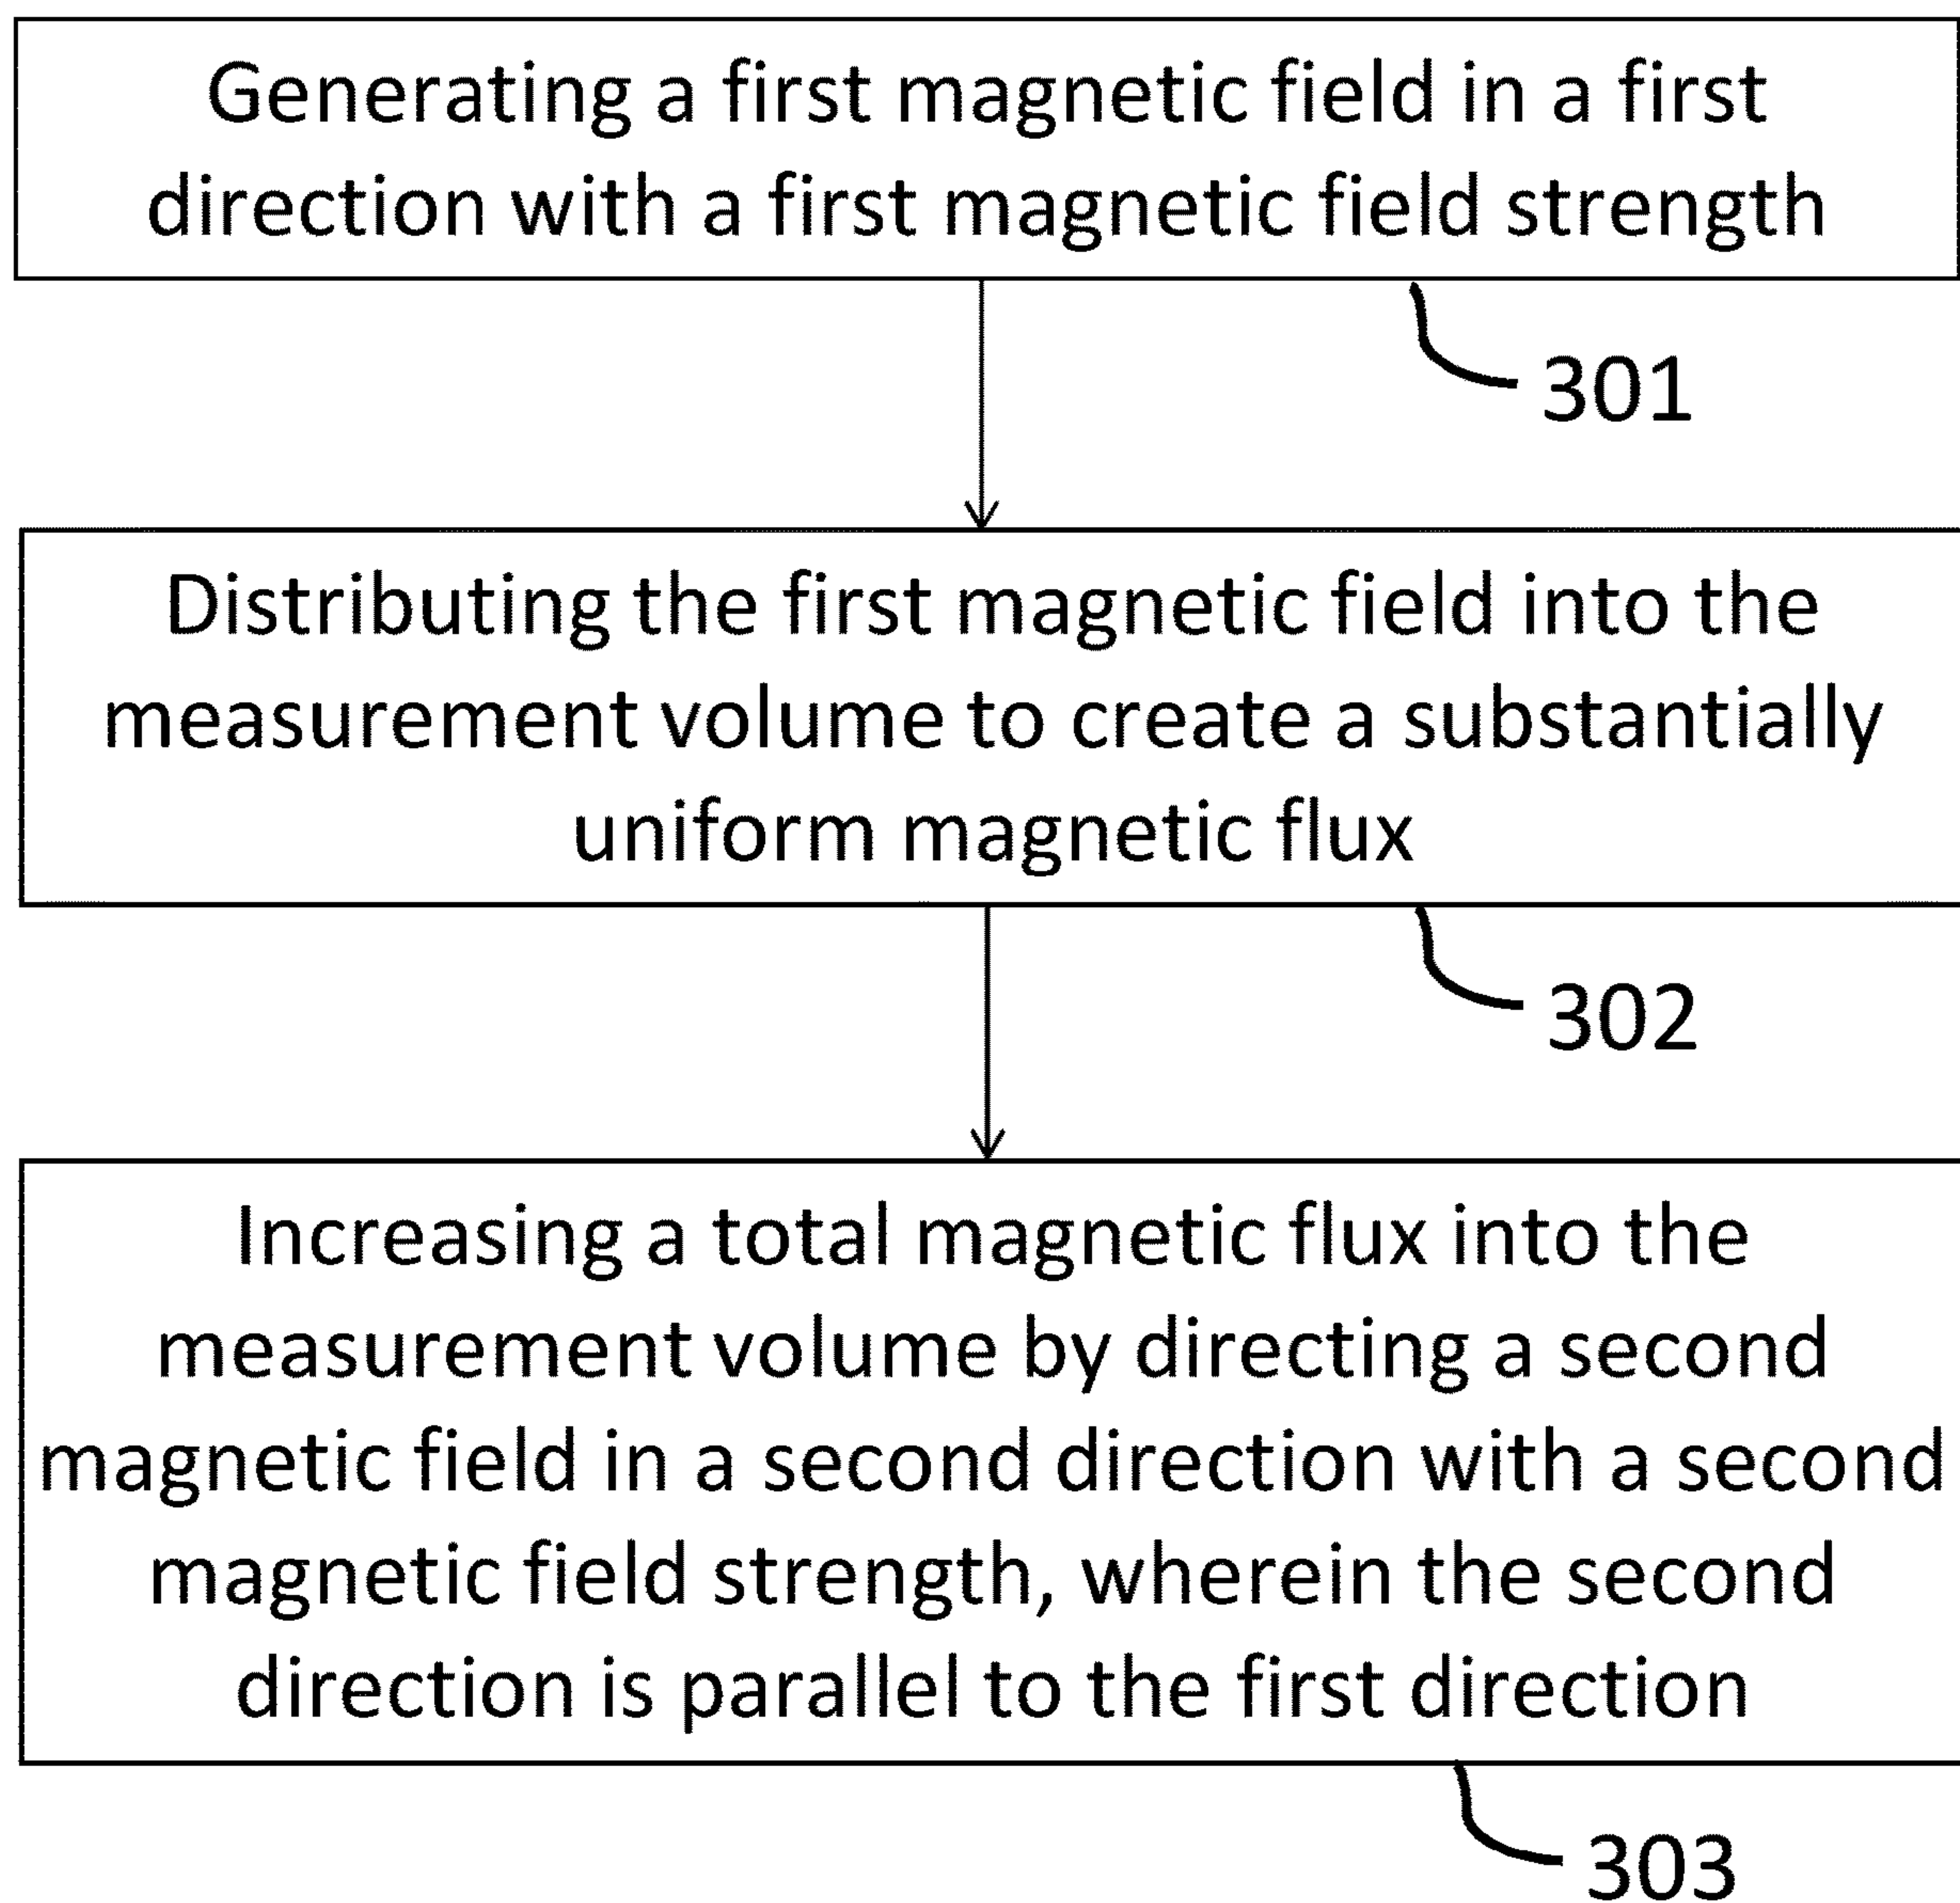 Generating a first magnetic field in a first
direction with a first magnetic field strength
301
Distributing the first magnetic field into the
measurement volume to create a substantially
uniform magnetic flux
302
Increasing a total magnetic flux into the
measurement volume by directing a second
magnetic field in a second direction with a second
magnetic field strength, wherein the second
direction is parallel to the first direction
303